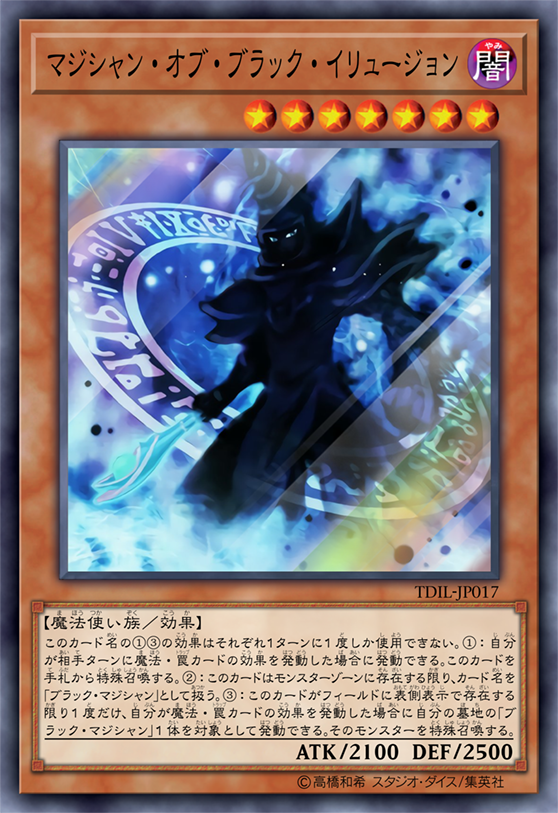 マジシャン・オブ・ブラック・イリュージョン
やみ
闇
TDIL-JP017
【魔法使い族／効果】
このカード名の①③の効果はそれぞれ1ターンに1度しか使用できない。①：自分
が相手ターンに魔法・罠カードの効果を発動した場合に発動できる。このカードを
手札から特殊召喚する。②：このカードはモンスターゾーンに存在する限り、カード名を
「ブラック・マジシャン」として扱う。③：このカードがフィールドに表側表示で存在する
限り1度だけ、自分が魔法・罠カードの効果を発動した場合に自分の墓地の「ブ
ラック・マジシャン」1体を対象として発動できる。そのモンスターを特殊召喚する。
ATK/2100 DEF/2500
©高橋和希 スタジオ・ダイス/集英社